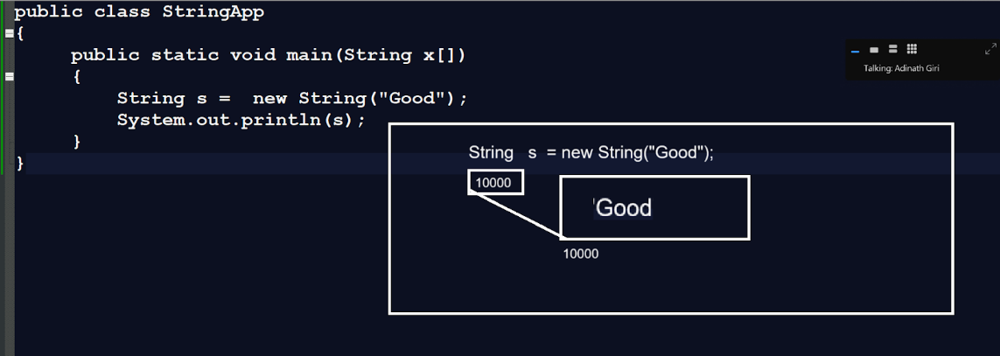 public class StringApp
{
public static void main(String x[])
{
String s =  new String("Good");
System.out.println(s);
}
}
Talking: Adinath Giri
String s = new String("Good");
10000
'Good
10000